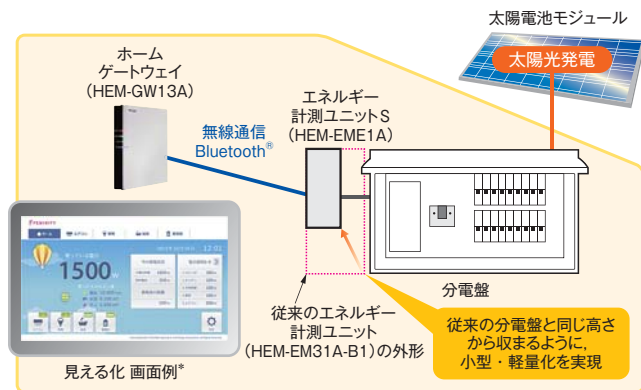 太陽電池モジュール
太陽光発電
ホーム
ゲートウェイ
(HEM-GW13A)
エネルギー
計測ユニットS
(HEM-EME1A)
無線通信
Bluetooth®
12:01
1500W
分電盤
従来のエネルギー
計測ユニット
(HEM-EM31A-B1)の外形
従来の分電盤と同じ高さ
から収まるように,
小型・軽量化を実現
見える化 画面例*